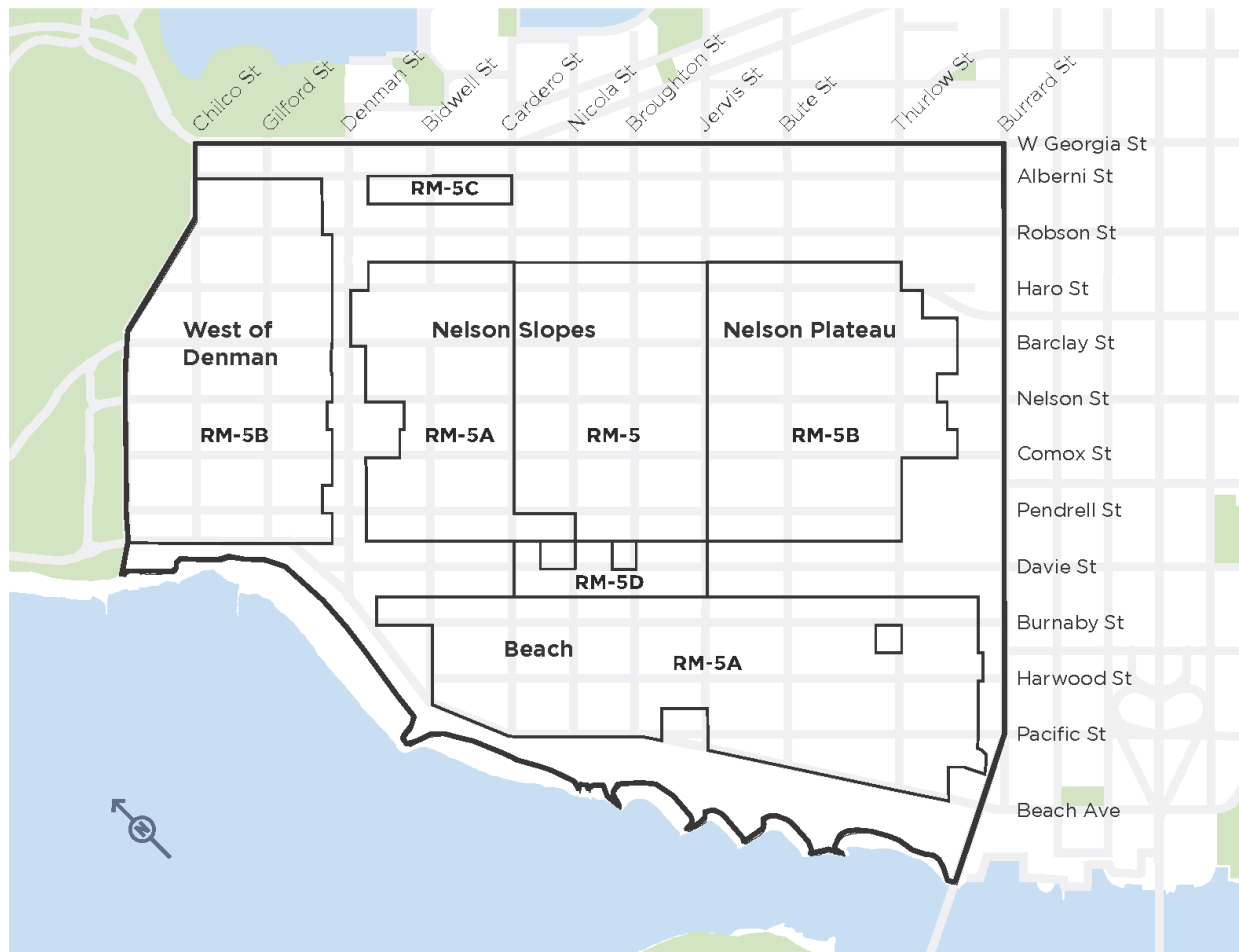 Chilco St
Gilford St
Denman St
Bidwell St
Cardero St
Nicola St
Broughton St
Jervis St
Bute St
Thurlow St
Burrard St
W Georgia St
Alberni St
RM-5C
Robson St
Haro St
West of
Denman
Nelson Slopes
Nelson Plateau
Barclay St
Nelson St
RM-5B
RM-5A
RM-5
RM-5B
Comox St
Pendrell St
Davie St
RM-5D
Burnaby St
Beach
RM-5A
Harwood St
Pacific St
Beach Ave
N